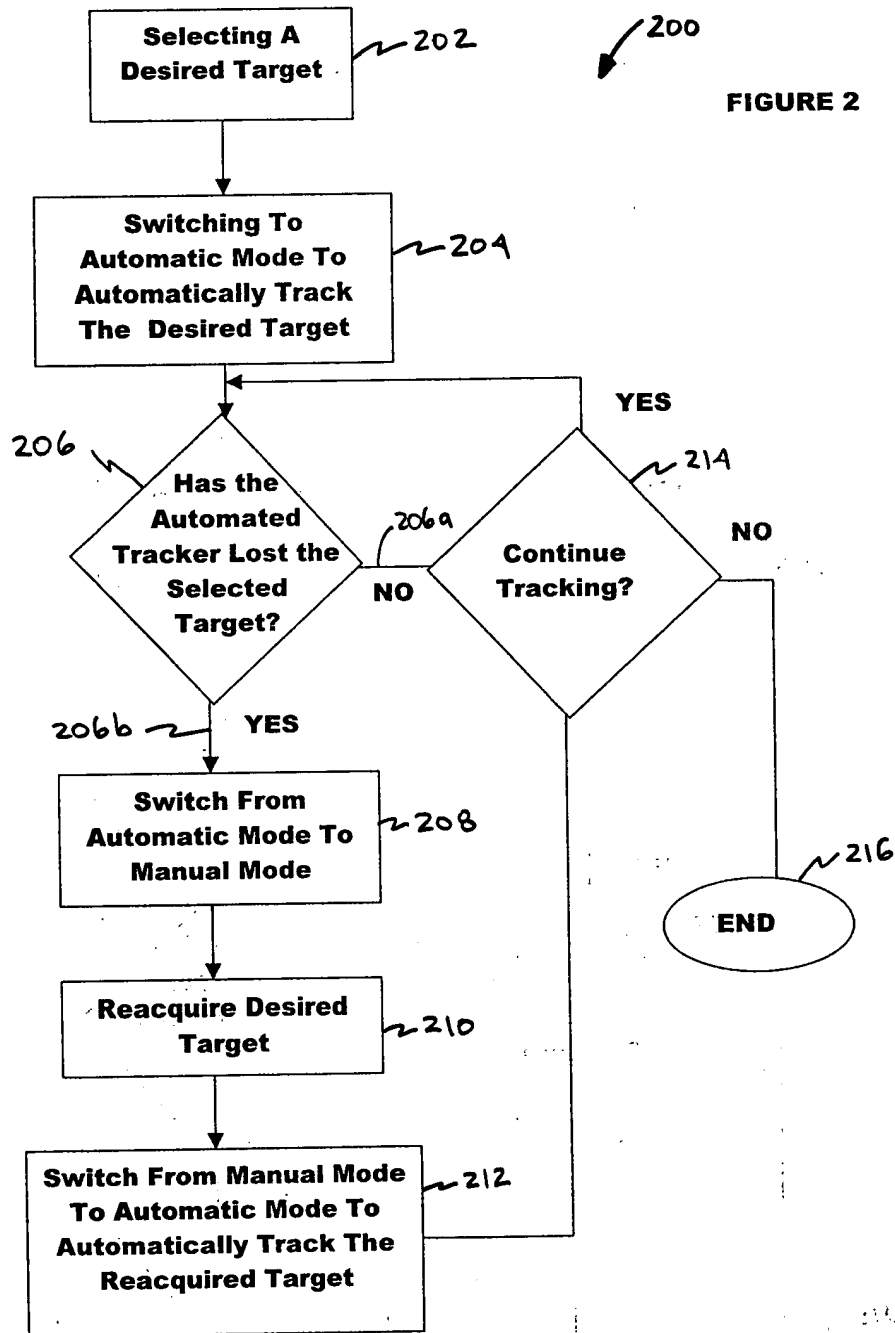 Selecting A
Desired Target
202
200
FIGURE 2
Switching To
Automatic Mode To
Automatically Track
The Desired Target
204
YES
206
Has the
Automated
Tracker Lost the
Selected
Target?
206a
NO
214
Continue
Tracking?
NO
206b
YES
Switch From
Automatic Mode To
Manual Mode
208
216
END
Reacquire Desired
Target
210
Switch From Manual Mode
To Automatic Mode To
Automatically Track The
Reacquired Target
212